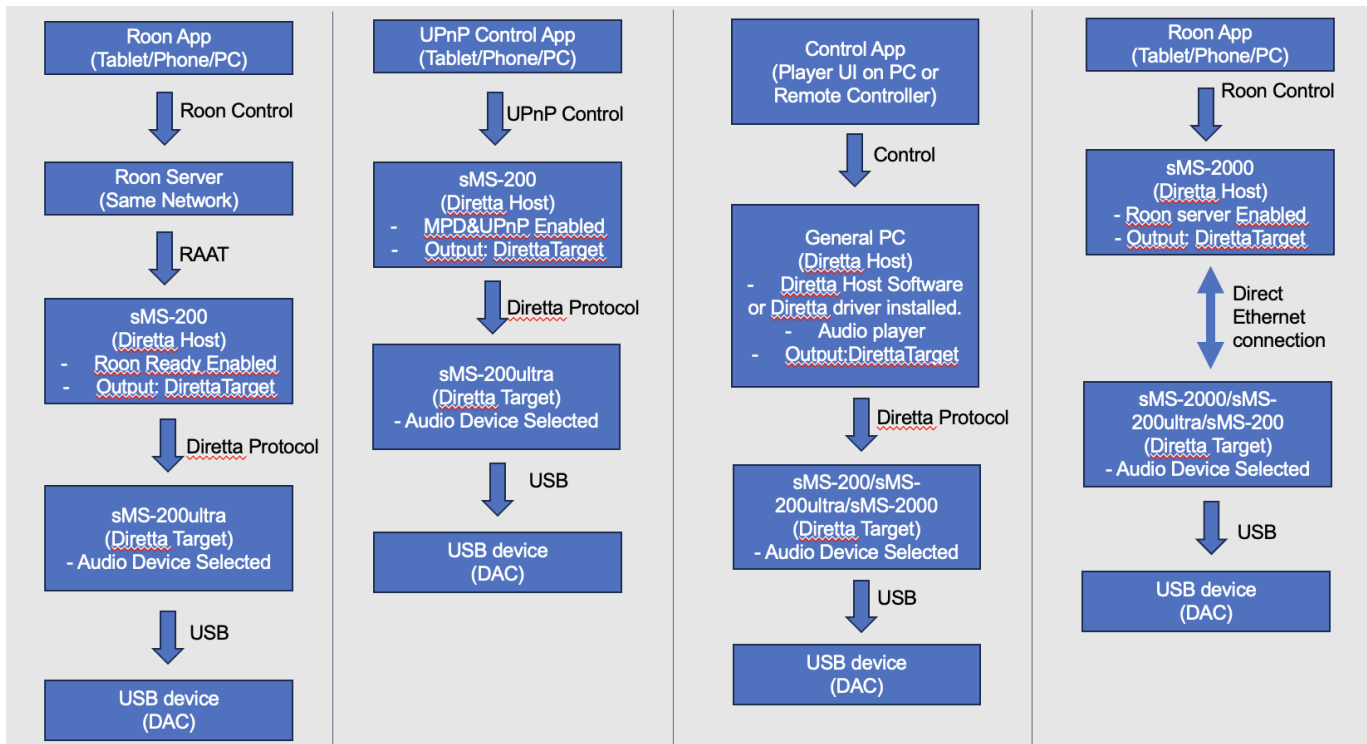 Roon App
(Tablet/Phone/PC)
Roon Control
Roon Server
(Same Network)
RAAT
sMS-200
(Diretta Host)
- Roon Ready Enabled
- Output: DirettaTarget
Diretta Protocol
sMS-200ultra
(Diretta Target)
- Audio Device Selected
USB
USB device
(DAC)
UPnP Control App
(Tablet/Phone/PC)
UPnP Control
sMS-200
(Diretta Host)
- MPD&UPnP Enabled
- Output: DirettaTarget
Diretta Protocol
sMS-200ultra
(Diretta Target)
- Audio Device Selected
USB
USB device
(DAC)
Control App
(Player UI on PC or
Remote Controller)
Control
General PC
(Diretta Host)
- Diretta Host Software
or Diretta driver installed.
- Audio player
- Output:DirettaTarget
Diretta Protocol
sMS-200/sMS-
200ultra/sMS-2000
(Diretta Target)
- Audio Device Selected
USB
USB device
(DAC)
Roon App
(Tablet/Phone/PC)
Roon Control
sMS-2000
(Diretta Host)
- Roon server Enabled
- Output: DirettaTarget
Direct
Ethernet
connection
sMS-2000/sMS-
200ultra/sMS-200
(Diretta Target)
- Audio Device Selected
USB
USB device
(DAC)